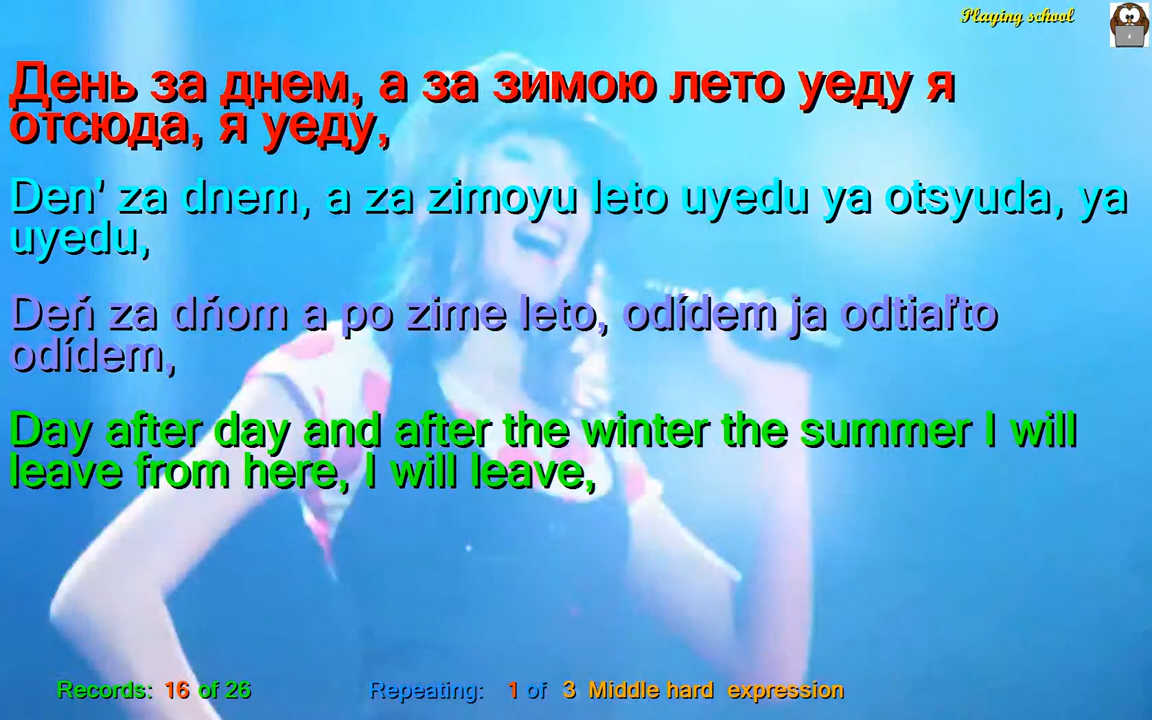 Playing school
День за днем, а за зимою лето уеду я
отсюда, я уеду,
Den' za dnem, a za zimoyu leto uyedu ya otsyuda, ya
uyedu,
Deń za dńom a po zime leto, odídem ja odtiaľto
odídem,
Day after day and after the winter the summer I will
leave from here, I will leave,
Records: 16 of 26 Repeating: 1 of 3 Middle hard expression